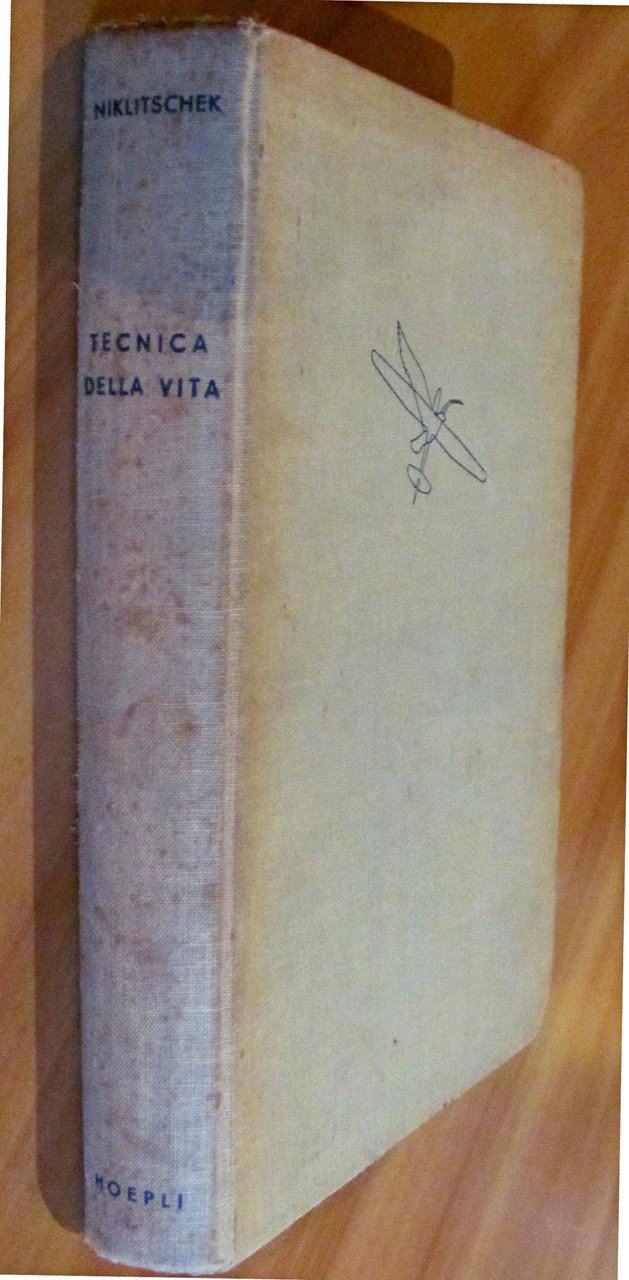 NIKLITSCHEK
TECNICA
DELLA VITA
HOEPLI